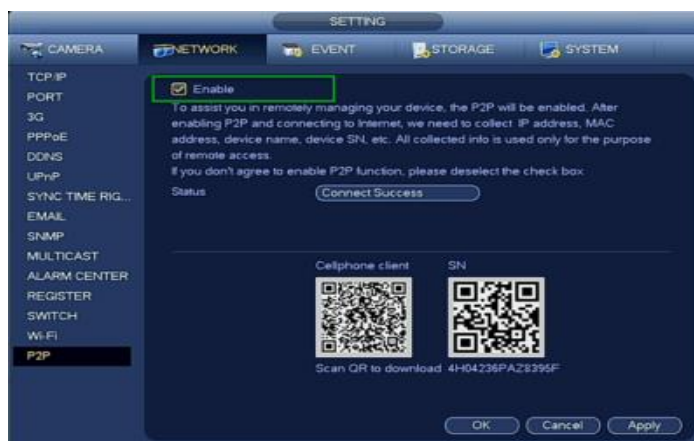 SETTING
CAMERA NETWORK EVENT STORAGE SYSTEM
TCP/IP
PORT
3G
PPPoE
DDNS
UPnP
SYNC TIME RIG...
EMAIL
SNMP
MULTICAST
ALARM CENTER
REGISTER
SWITCH
Wi-Fi
P2P
Enable
To assist you in remotely managing your device, the P2P will be enabled. After
enabling P2P and connecting to Internet, we need to collect IP address, MAC
address, device name, device SN, etc. All collected info is used only for the purpose
of remote access.
If you don't agree to enable P2P function, please deselect the check box
Status Connect Success
Cellphone client SN
Scan QR to download 4H04236PAZ8395F
OK Cancel Apply